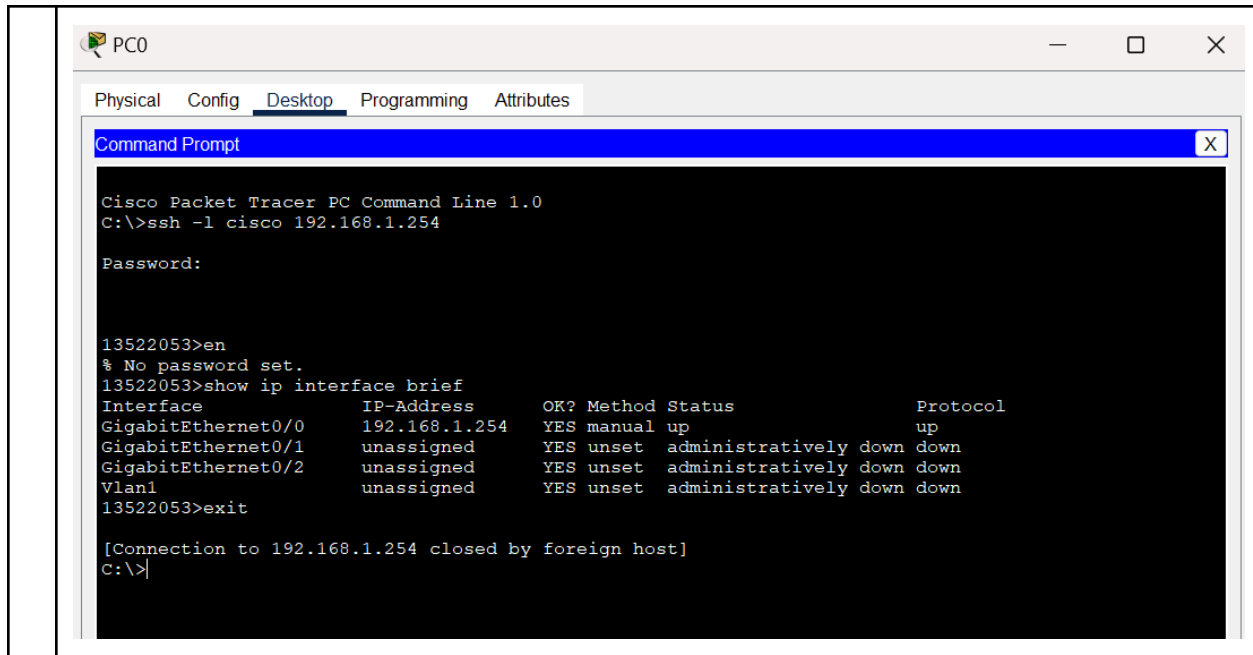 PC0
Physical Config Desktop Programming Attributes
Command Prompt X
Cisco Packet Tracer PC Command Line 1.0
C:\>ssh -l cisco 192.168.1.254
Password:
13522053>en
% No password set.
13522053>show ip interface brief
Interface IP-Address OK? Method Status Protocol
GigabitEthernet0/0 192.168.1.254 YES manual up up
GigabitEthernet0/1 unassigned YES unset administratively down down
GigabitEthernet0/2 unassigned YES unset administratively down down
Vlan1 unassigned YES unset administratively down down
13522053>exit
[Connection to 192.168.1.254 closed by foreign host]
C:\>